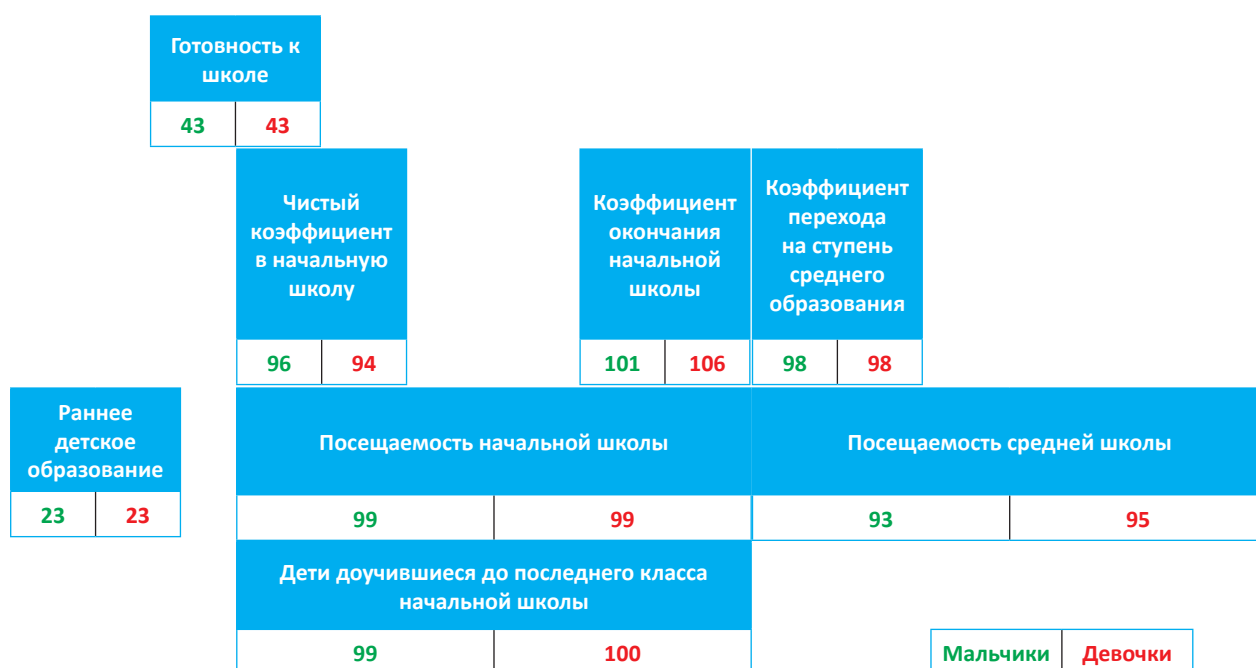 Готовность к
школе
43 43
Чистый
коэффициент
в начальную
школу
96 94
Коэффициент
окончания
начальной
школы
101 106
Коэффициент
перехода
на ступень
среднего
образования
98 98
Раннее
детское
образование
23 23
Посещаемость начальной школы
99 99
Посещаемость средней школы
93 95
Дети доучившиеся до последнего класса
начальной школы
99 100
Мальчики Девочки